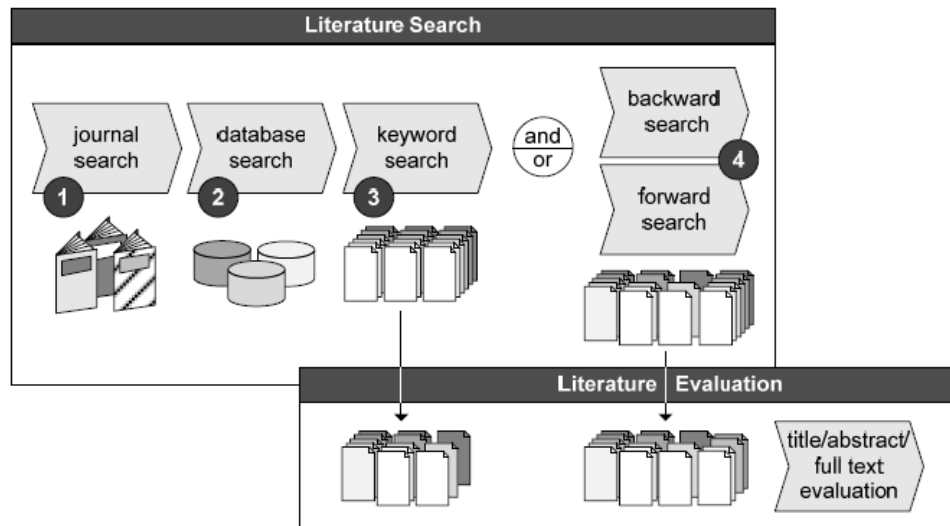 Literature Search
journal
search
1
database
search
2
keyword
search
3
and
or
backward
search
4
forward
search
Literature Evaluation
title/abstract/
full text
evaluation